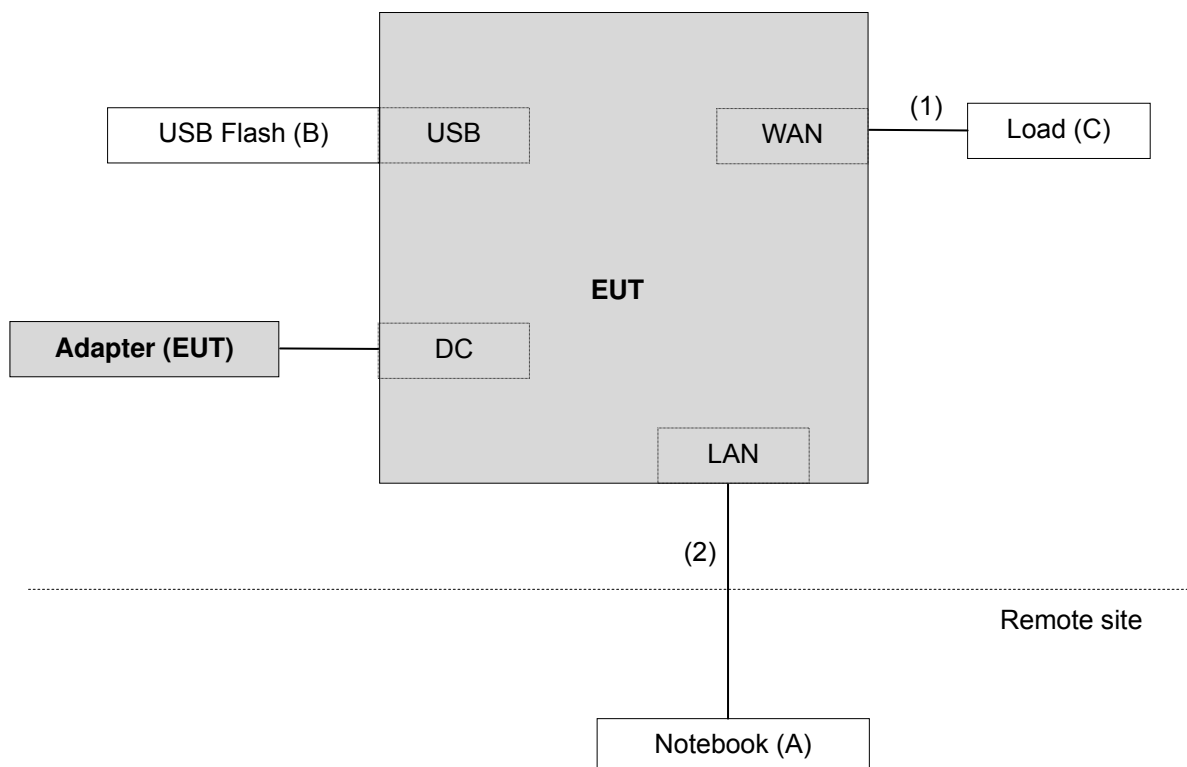 (1)
USB Flash (B)
USB
WAN
Load (C)
EUT
Adapter (EUT)
DC
LAN
(2)
Remote site
Notebook (A)